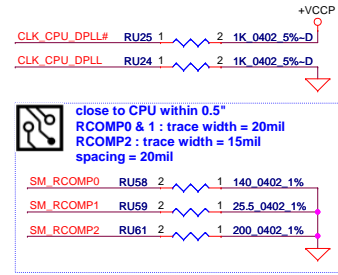 +VCCP
CLK_CPU_DPLL# RU25 1 2 1K_0402_5%~D
CLK_CPU_DPLL RU24 1 2 1K_0402_5%~D
close to CPU within 0.5"
RCOMP0 & 1 : trace width = 20mil
RCOMP2 : trace width = 15mil
spacing = 20mil
SM_RCOMP0 RU58 2 1 140_0402_1%
SM_RCOMP1 RU59 2 1 25.5_0402_1%
SM_RCOMP2 RU61 2 1 200_0402_1%